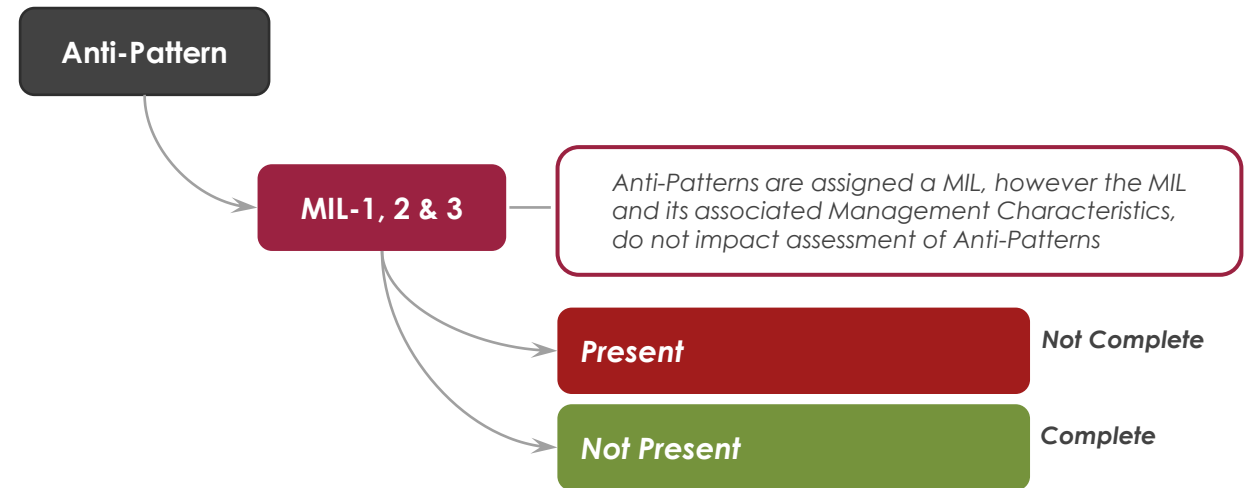 Anti-Pattern
MIL-1, 2 & 3
Anti-Patterns are assigned a MIL, however the MIL
and its associated Management Characteristics,
do not impact assessment of Anti-Patterns
Present
Not Complete
Not Present
Complete